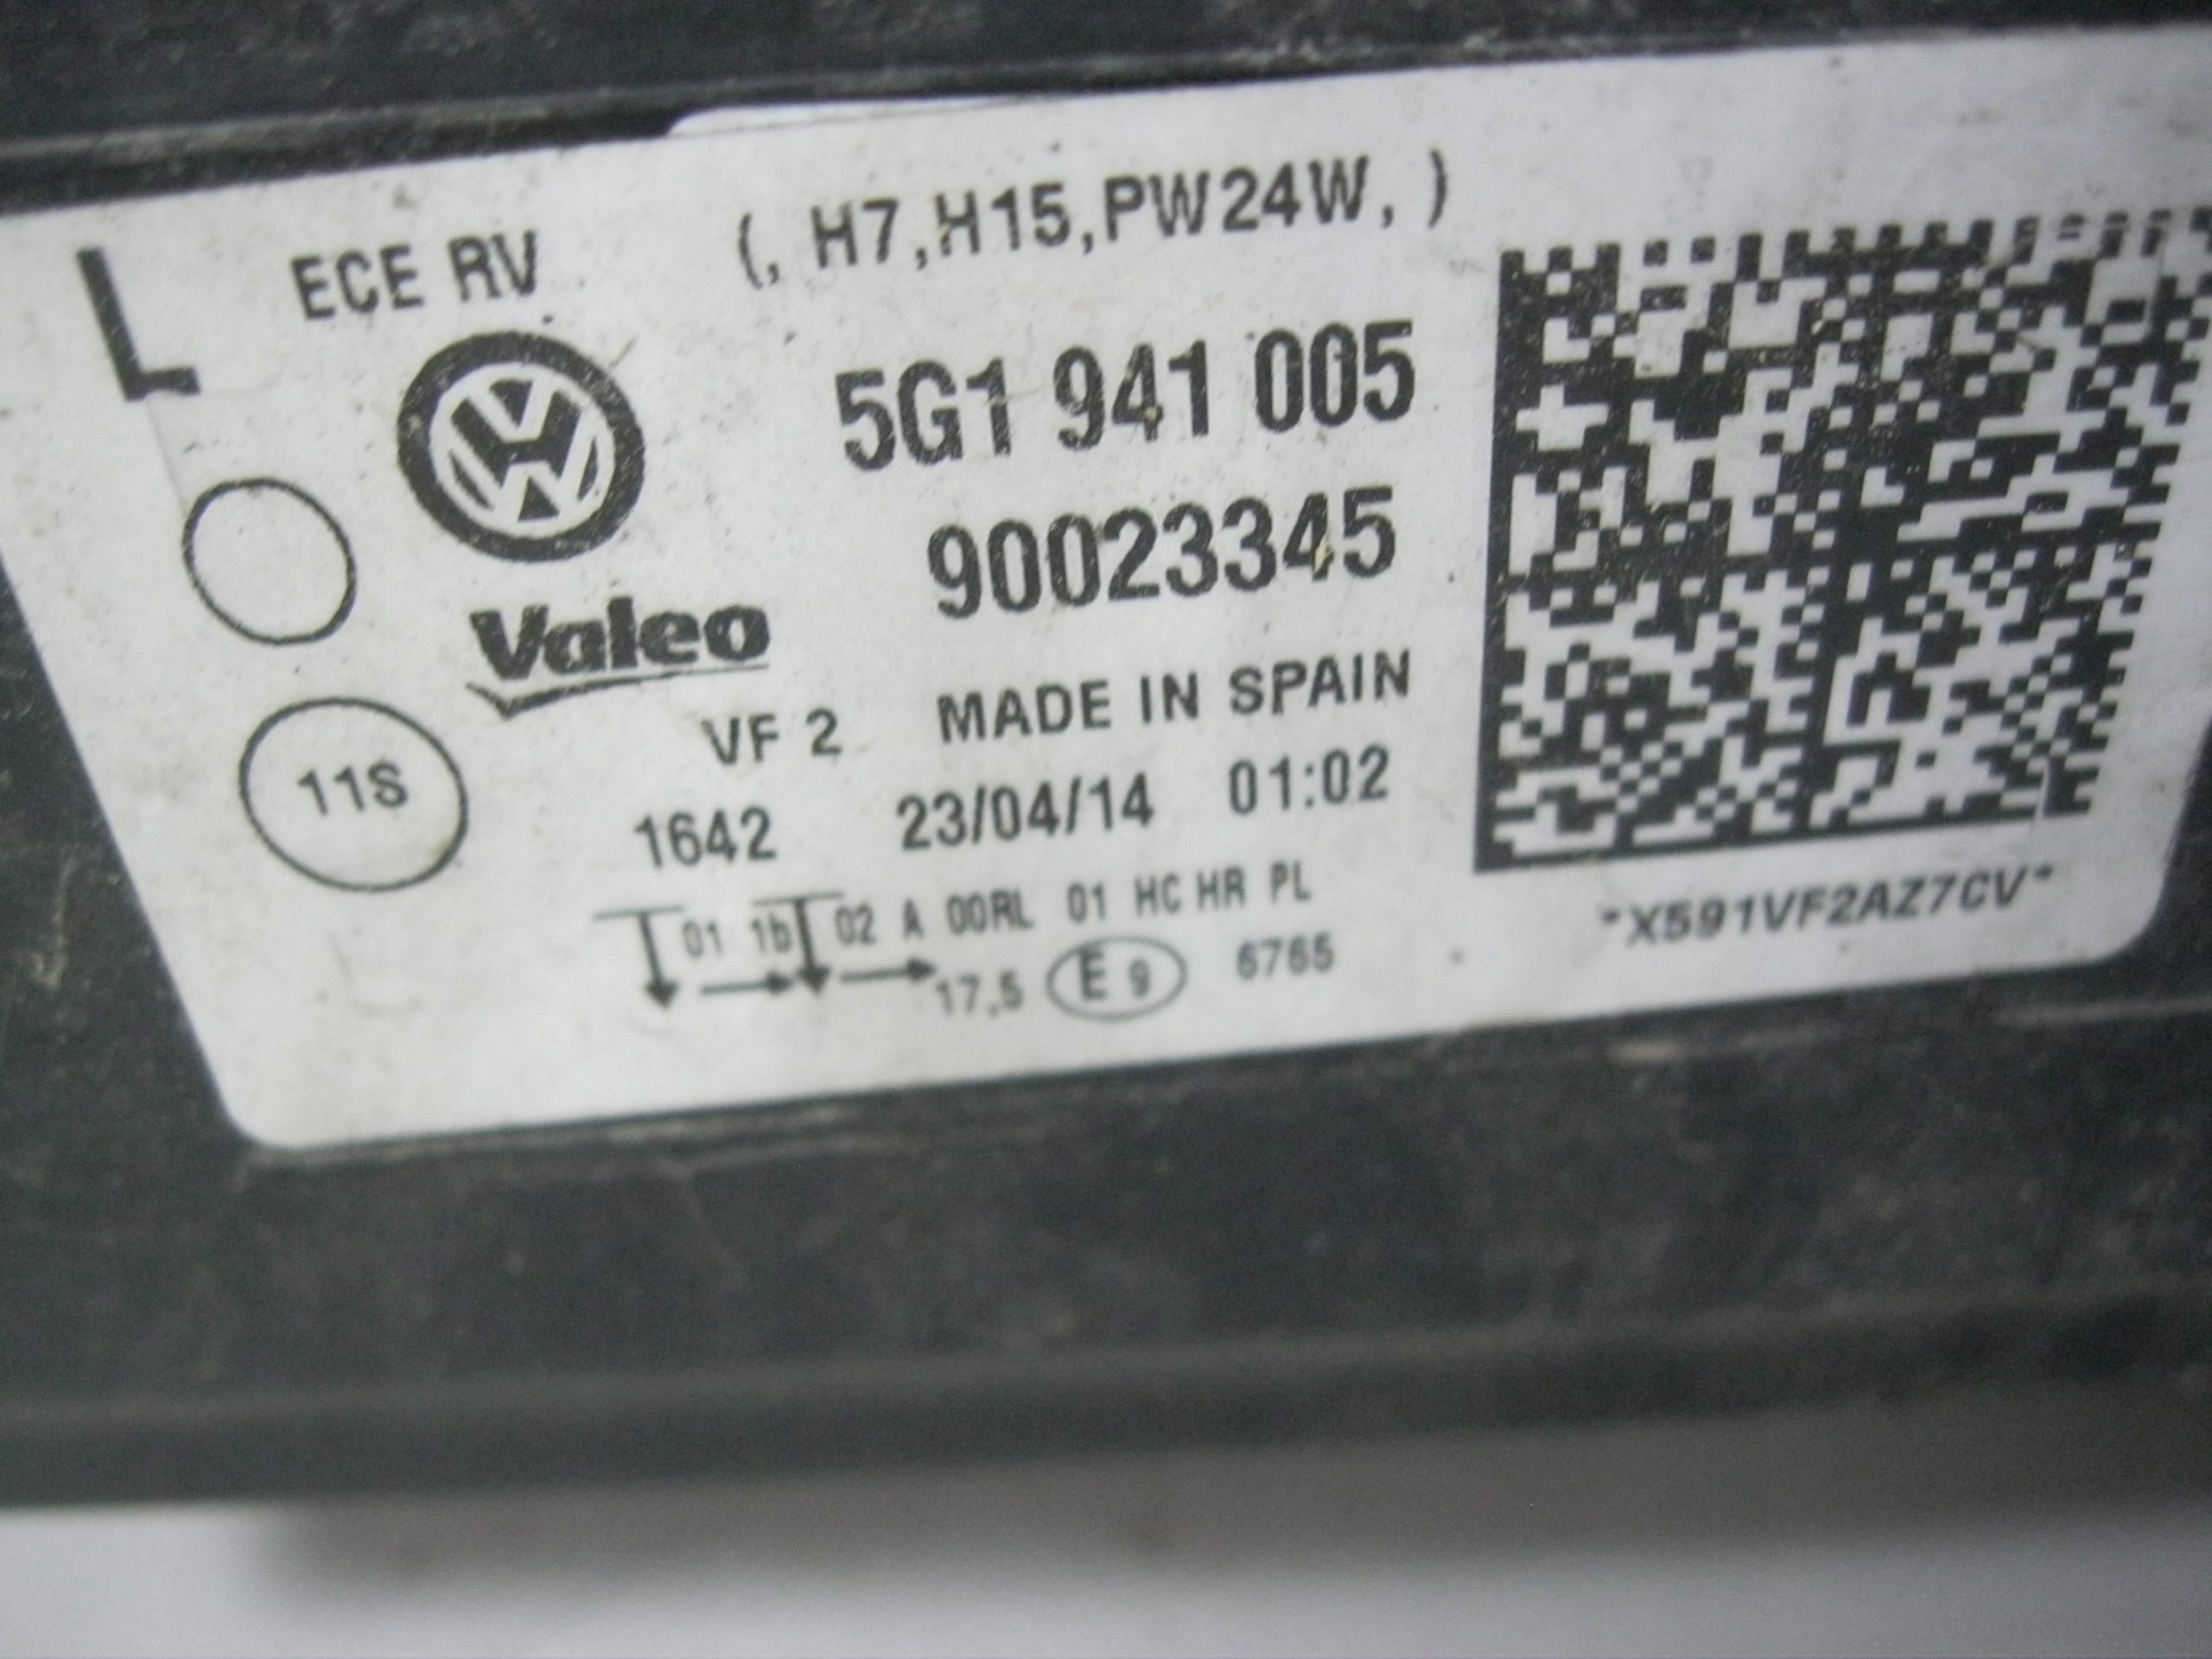 L ECE RV (, H7,H15,PW24W, )
5G1 941 005
90023345
Valeo
VF 2 MADE IN SPAIN
11S
1642 23/04/14 01:02
01 1b 02 A 00RL 01 HC HR PL
17,5 E 9 6765
*X591VF2AZ7CV*